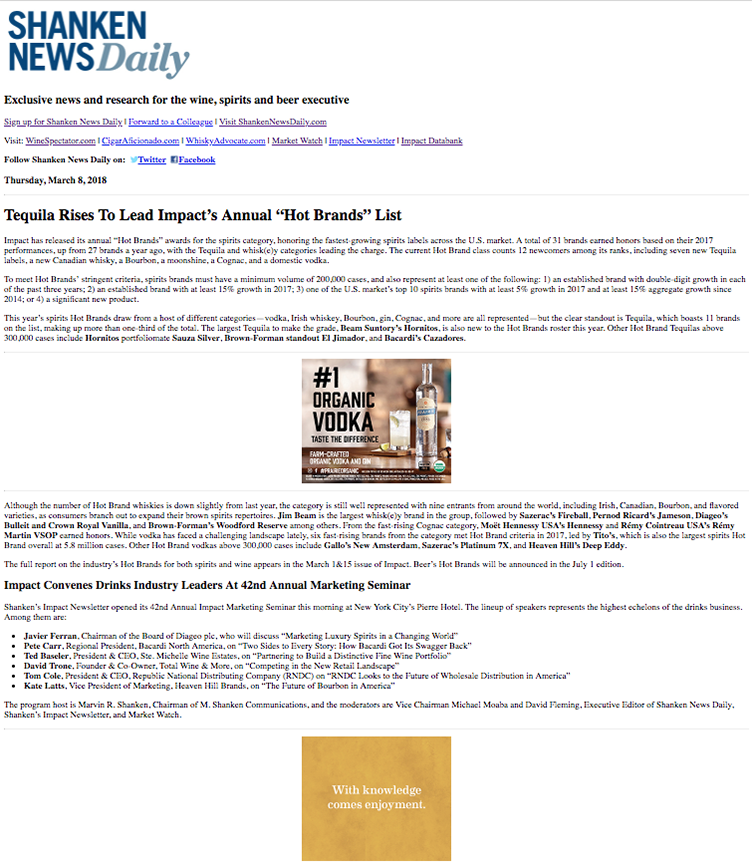 SHANKEN
NEWS Daily
Exclusive news and research for the wine, spirits and beer executive
Sign up for Shanken News Daily | Forward to a Colleague | Visit ShankenNewsDaily.com
Visit: WineSpectator.com | CigarAficionado.com | WhiskyAdvocate.com | Market Watch | Impact Newsletter | Impact Databank
Follow Shanken News Daily on: Twitter Facebook
Thursday, March 8, 2018
Tequila Rises To Lead Impact's Annual “Hot Brands” List
Impact has released its annual “Hot Brands” awards for the spirits category, honoring the fastest-growing spirits labels across the U.S. market. A total of 31 brands earned honors based on their 2017
performances, up from 27 brands a year ago, with the Tequila and whisk(e)y categories leading the charge. The current Hot Brand class counts 12 newcomers among its ranks, including seven new Tequila
labels, a new Canadian whisky, a Bourbon, a moonshine, a Cognac, and a domestic vodka.
To meet Hot Brands' stringent criteria, spirits brands must have a minimum volume of 200,000 cases, and also represent at least one of the following: 1) an established brand with double-digit growth in each
of the past three years; 2) an established brand with at least 15% growth in 2017; 3) one of the U.S. market's top 10 spirits brands with at least 5% growth in 2017 and at least 15% aggregate growth since
2014; or 4) a significant new product.
This year's spirits Hot Brands draw from a host of different categories—vodka, Irish whiskey, Bourbon, gin, Cognac, and more are all represented—but the clear standout is Tequila, which boasts 11 brands
on the list, making up more than one-third of the total. The largest Tequila to make the grade, Beam Suntory's Hornitos, is also new to the Hot Brands roster this year. Other Hot Brand Tequilas above
300,000 cases include Hornitos portfoliomate Sauza Silver, Brown-Forman standout El Jimador, and Bacardi's Cazadores.
#1
ORGANIC
VODKA
TASTE THE DIFFERENCE
FARM-CRAFTED
ORGANIC VODKA AND GIN
@PRAIRIEORGANIC
Although the number of Hot Brand whiskies is down slightly from last year, the category is still well represented with nine entrants from around the world, including Irish, Canadian, Bourbon, and flavored
varieties, as consumers branch out to expand their brown spirits repertoires. Jim Beam is the largest whisk(e)y brand in the group, followed by Sazerac's Fireball, Pernod Ricard's Jameson, Diageo's
Bulleit and Crown Royal Vanilla, and Brown-Forman's Woodford Reserve among others. From the fast-rising Cognac category, Moët Hennessy USA's Hennessy and Rémy Cointreau USA's Rémy
Martin VSOP earned honors. While vodka has faced a challenging landscape lately, six fast-rising brands from the category met Hot Brand criteria in 2017, led by Tito's, which is also the largest spirits Hot
Brand overall at 5.8 million cases. Other Hot Brand vodkas above 300,000 cases include Gallo's New Amsterdam, Sazerac's Platinum 7X, and Heaven Hill's Deep Eddy.
The full report on the industry's Hot Brands for both spirits and wine appears in the March 1&15 issue of Impact. Beer's Hot Brands will be announced in the July 1 edition.
Impact Convenes Drinks Industry Leaders At 42nd Annual Marketing Seminar
Shanken's Impact Newsletter opened its 42nd Annual Impact Marketing Seminar this morning at New York City's Pierre Hotel. The lineup of speakers represents the highest echelons of the drinks business.
Among them are:
• Javier Ferran, Chairman of the Board of Diageo plc, who will discuss “Marketing Luxury Spirits in a Changing World”
• Pete Carr, Regional President, Bacardi North America, on “Two Sides to Every Story: How Bacardi Got Its Swagger Back”
• Ted Baseler, President & CEO, Ste. Michelle Wine Estates, on “Partnering to Build a Distinctive Fine Wine Portfolio”
• David Trone, Founder & Co-Owner, Total Wine & More, on “Competing in the New Retail Landscape”
• Tom Cole, President & CEO, Republic National Distributing Company (RNDC) on “RNDC Looks to the Future of Wholesale Distribution in America”
• Kate Latts, Vice President of Marketing, Heaven Hill Brands, on “The Future of Bourbon in America”
The program host is Marvin R. Shanken, Chairman of M. Shanken Communications, and the moderators are Vice Chairman Michael Moaba and David Fleming, Executive Editor of Shanken News Daily,
Shanken's Impact Newsletter, and Market Watch.
With knowledge
comes enjoyment.